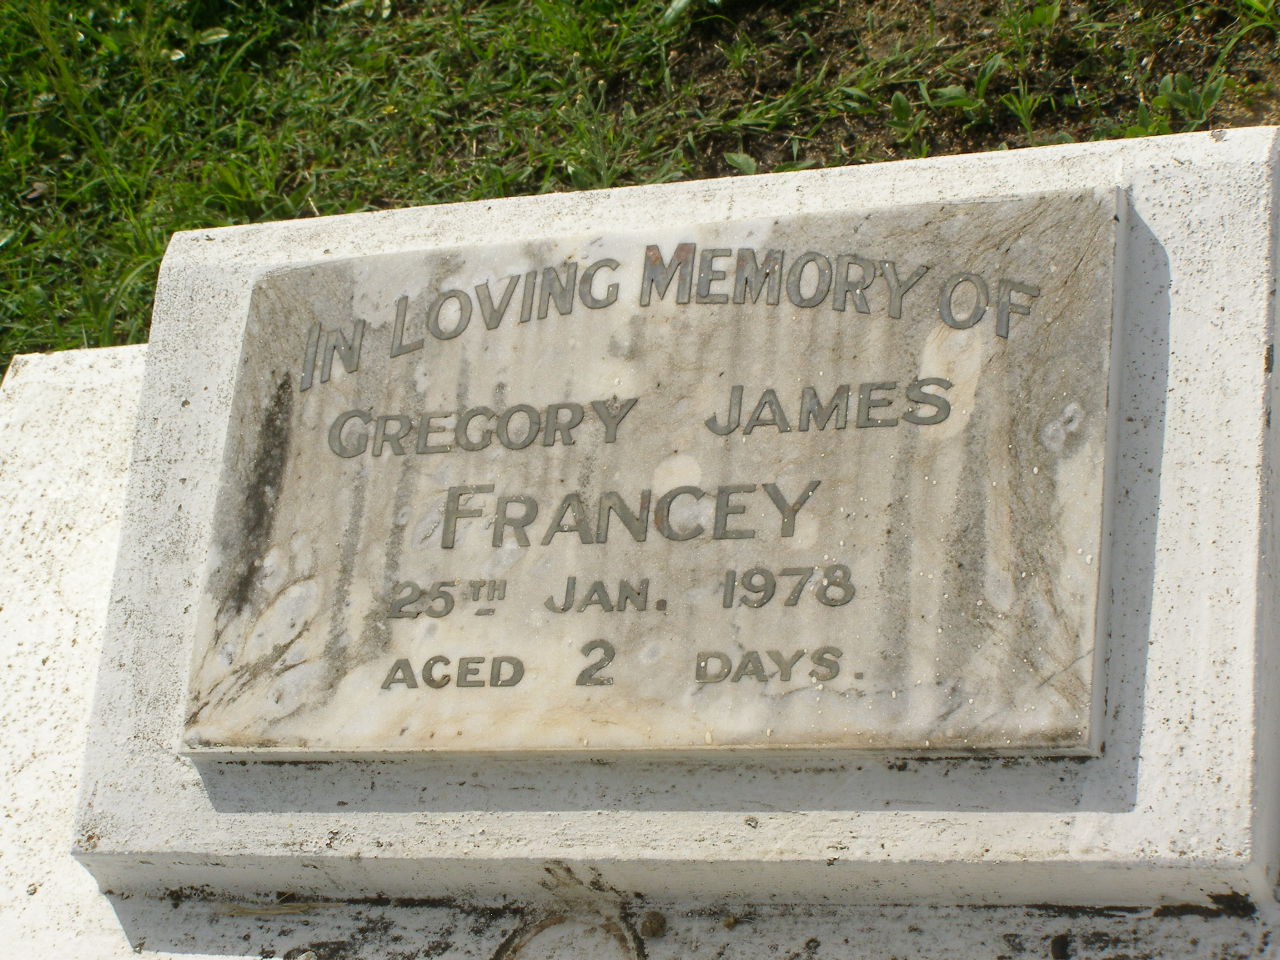 IN LOVING MEMORY OF
GREGORY JAMES
FRANCEY
25TH JAN. 1978
AGED 2 DAYS.